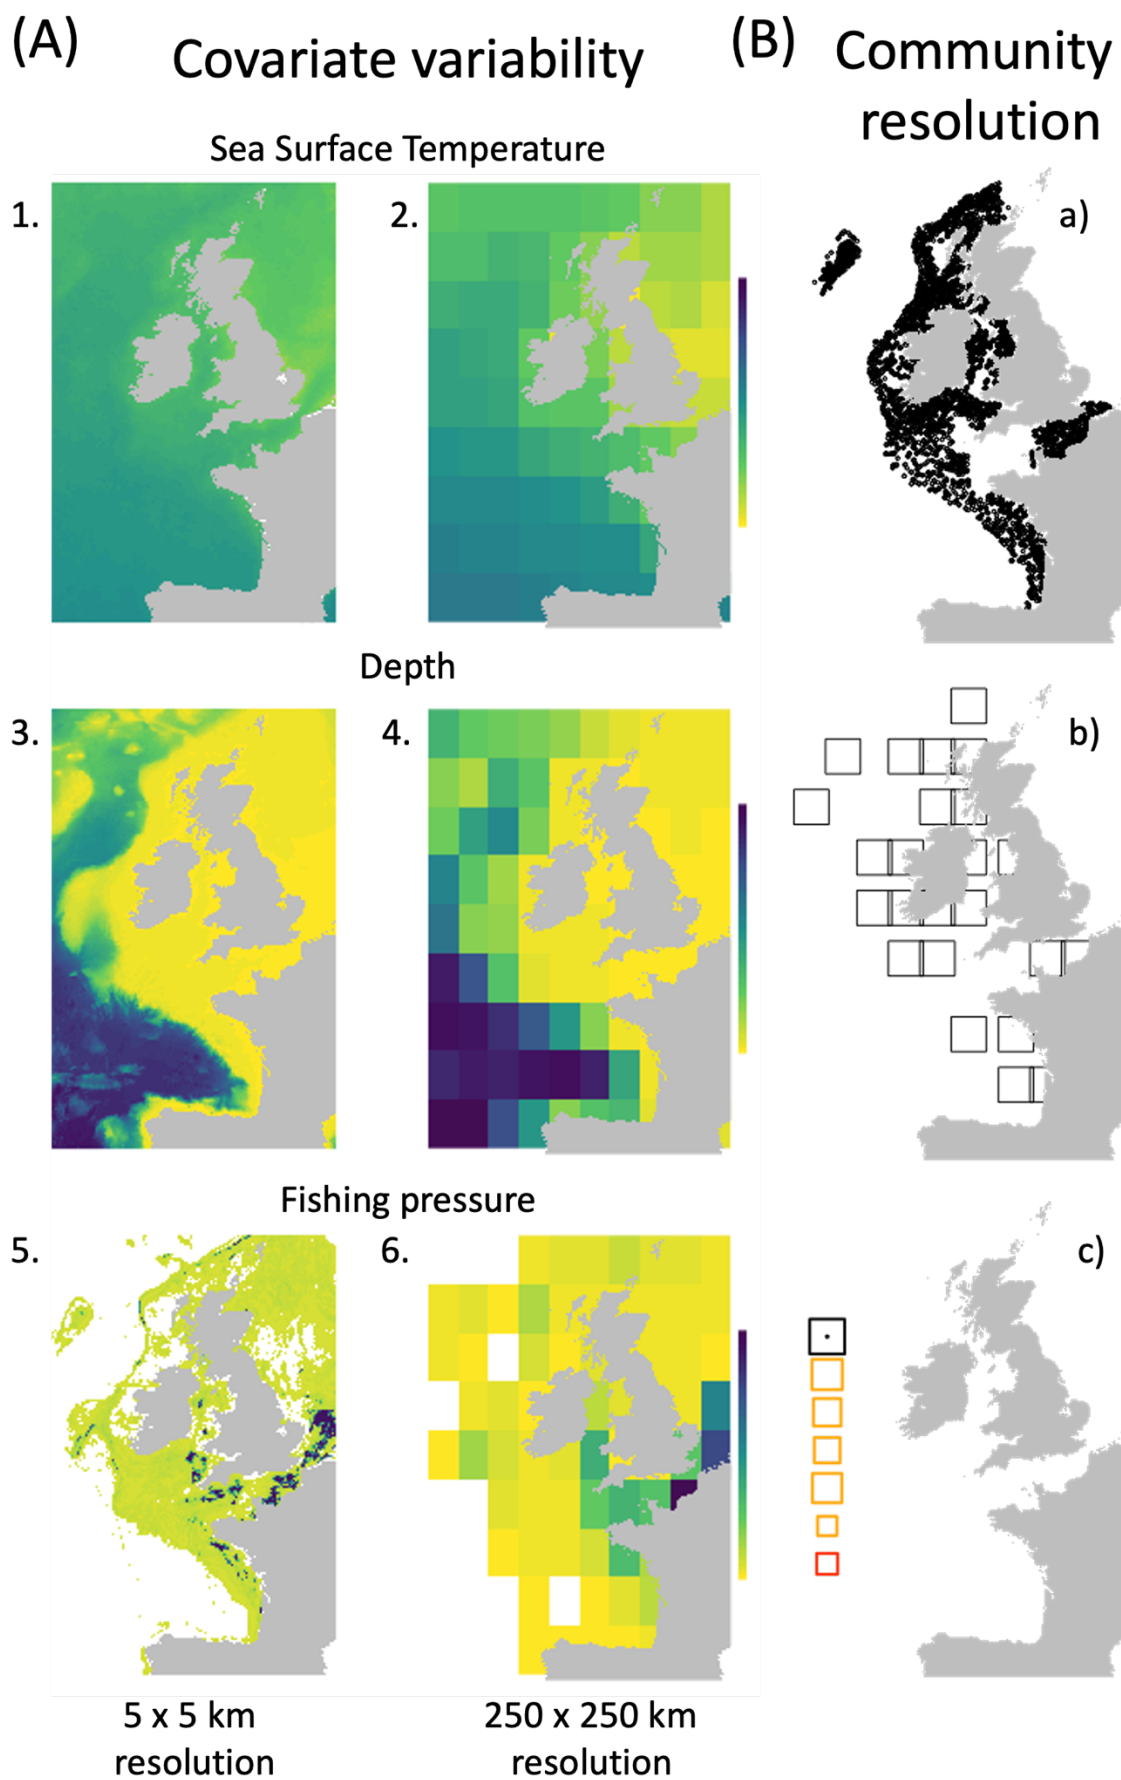 (A)
Covariate variability
(B)
Community
resolution
Sea Surface Temperature
1.
2.
a)
Depth
3.
4.
b)
Fishing pressure
5.
6.
c)
5 x 5 km
resolution
250 x 250 km
resolution